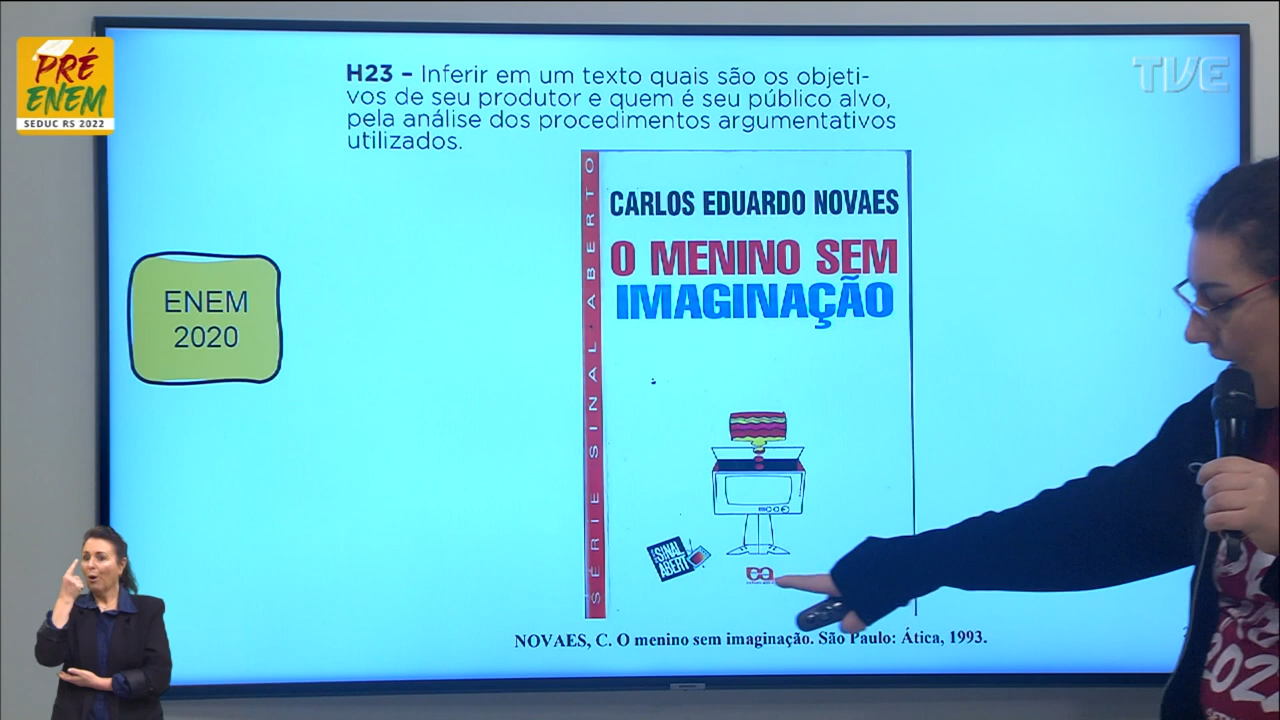 PRÉ
ENEM
SEDUC RS 2022
TVE
H23 – Inferir em um texto quais são os objeti-
vos de seu produtor e quem é seu público alvo,
pela análise dos procedimentos argumentativos
utilizados.
ENEM
2020
SÉRIE SINAL ABERTO
CARLOS EDUARDO NOVAES
O MENINO SEM
IMAGINAÇÃO
SINAL
ABERT
NOVAES, C. O menino sem imaginação. São Paulo: Ática, 1993.
202